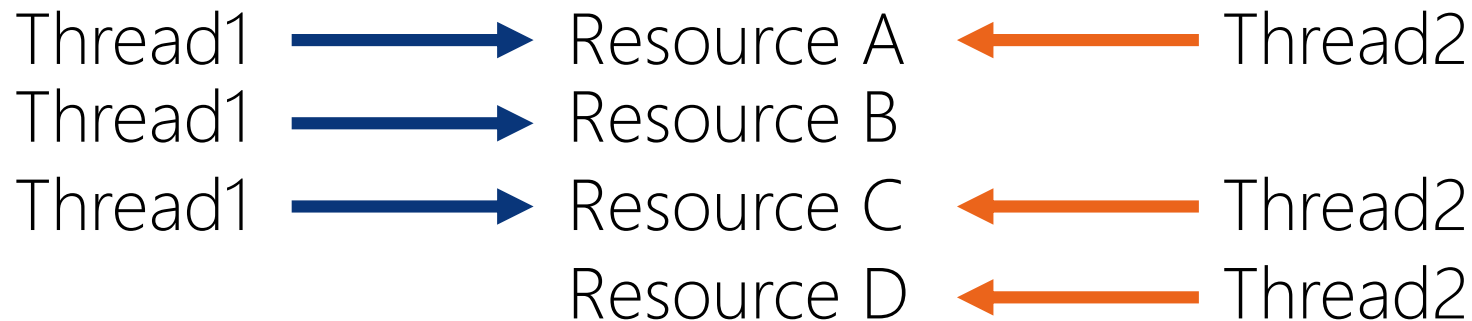 Thread1 Resource A Thread2
Thread1 Resource B
Thread1 Resource C Thread2
Resource D Thread2